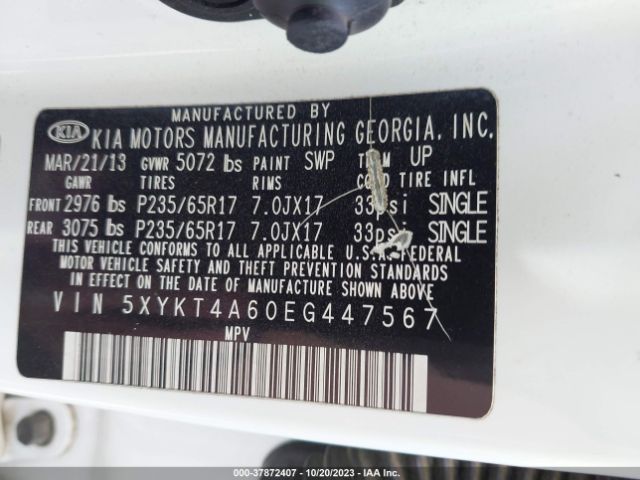 MANUFACTURED BY
KIA KIA MOTORS MANUFACTURING GEORGIA, INC.
MAR/21/13 GVWR 5072 lbs PAINT SWP TRIM UP
GAWR TIRES RIMS COLD TIRE INFL
FRONT 2976 lbs P235/65R17 7.0JX17 33psi SINGLE
REAR 3075 lbs P235/65R17 7.0JX17 33psi SINGLE
THIS VEHICLE CONFORMS TO ALL APPLICABLE U.S.A. FEDERAL
MOTOR VEHICLE SAFETY AND THEFT PREVENTION STANDARDS
IN EFFECT ON THE DATE OF MANUFACTURE SHOWN ABOVE
VIN 5XYKT4A60EG447567
MPV
000-37872407 | 10/20/2023 | IAA Inc.